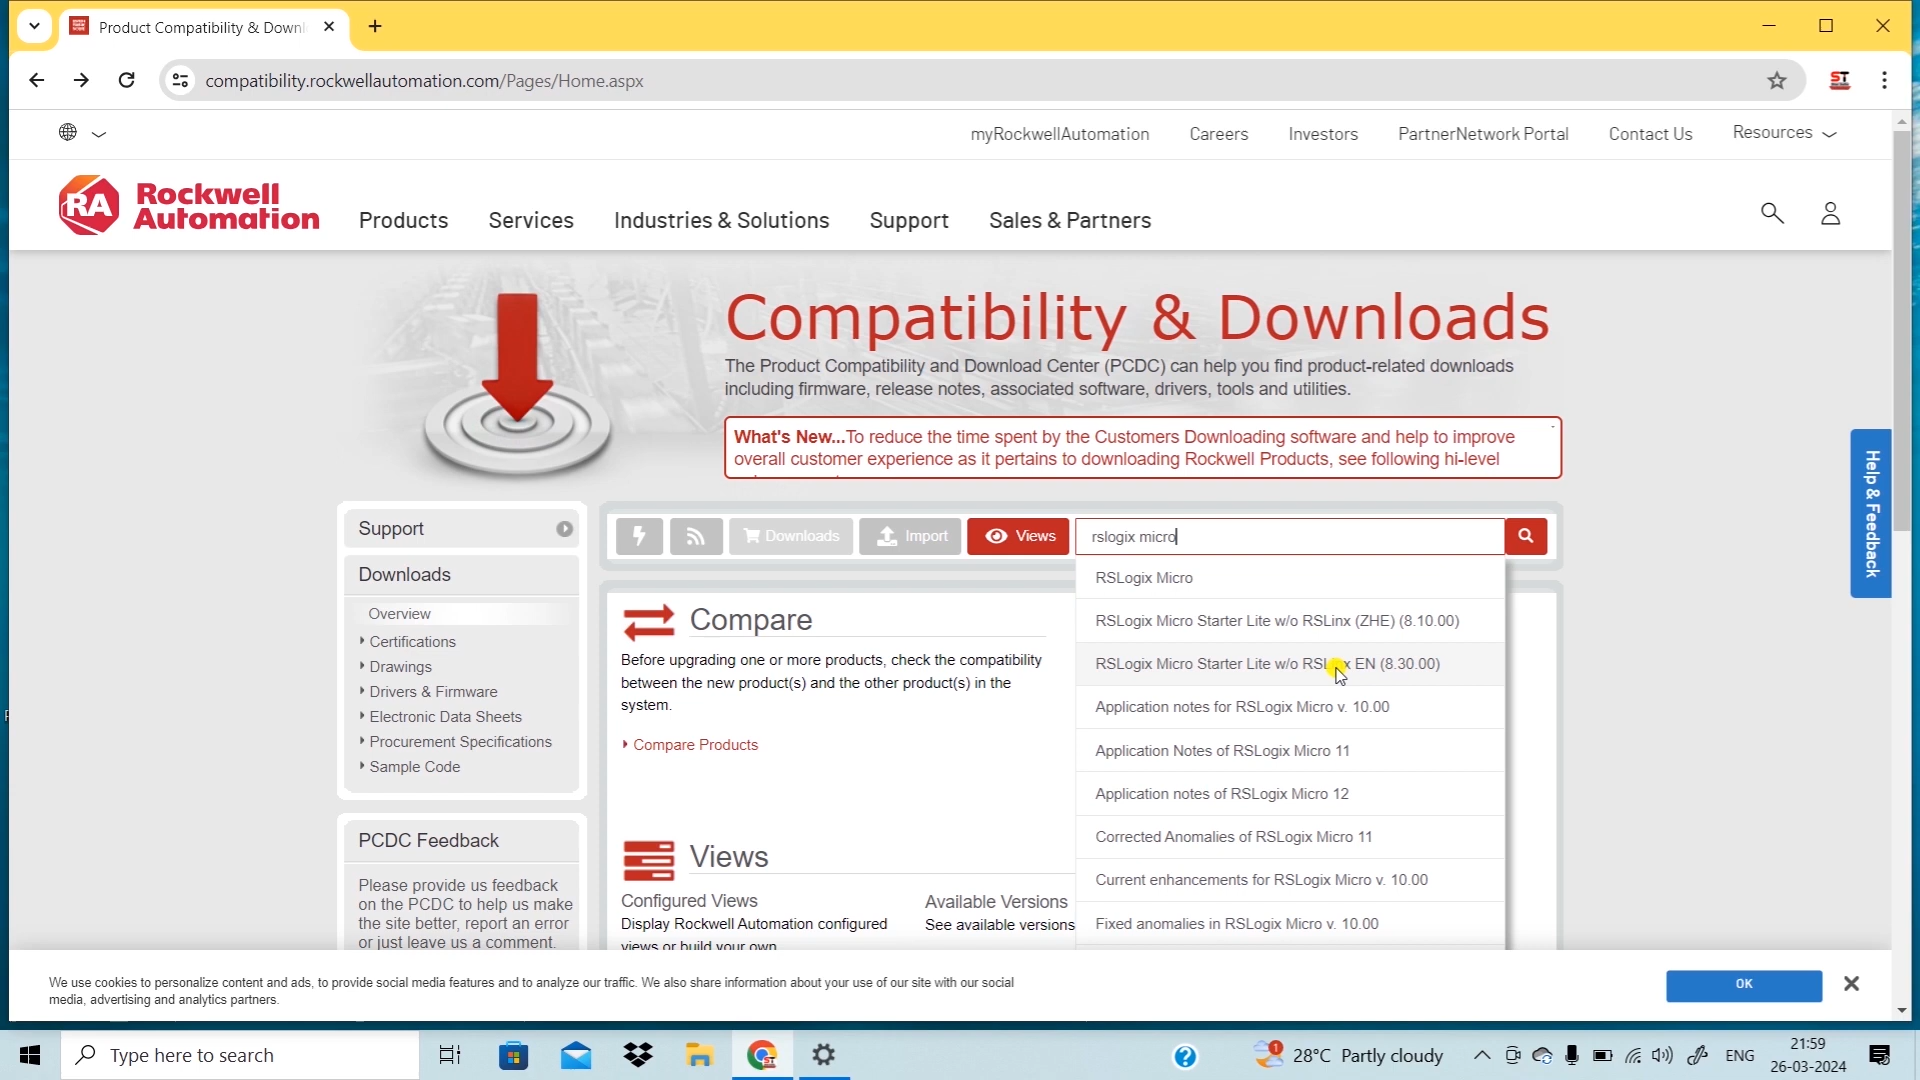 Product Compatibility & Downl
compatibility.rockwellautomation.com/Pages/Home.aspx
ST
myRockwellAutomation
Careers
Investors
PartnerNetwork Portal
Contact Us
Resources
RA
Rockwell
Automation
Products
Services
Industries & Solutions
Support
Sales & Partners
Compatibility & Downloads
The Product Compatibility and Download Center (PCDC) can help you find product-related downloads
including firmware, release notes, associated software, drivers, tools and utilities.
What's New...To reduce the time spent by the Customers Downloading software and help to improve
overall customer experience as it pertains to downloading Rockwell Products, see following hi-level
Help & Feedback
Support
Downloads
Overview
Certifications
Drawings
Drivers & Firmware
Electronic Data Sheets
Procurement Specifications
Sample Code
PCDC Feedback
Please provide us feedback
on the PCDC to help us make
the site better, report an error
or just leave us a comment.
Downloads
Import
Views
rslogix micro
RSLogix Micro
RSLogix Micro Starter Lite w/o RSLinx (ZHE) (8.10.00)
RSLogix Micro Starter Lite w/o RSLinx EN (8.30.00)
Application notes for RSLogix Micro v. 10.00
Application Notes of RSLogix Micro 11
Application notes of RSLogix Micro 12
Corrected Anomalies of RSLogix Micro 11
Current enhancements for RSLogix Micro v. 10.00
Fixed anomalies in RSLogix Micro v. 10.00
Compare
Before upgrading one or more products, check the compatibility
between the new product(s) and the other product(s) in the
system.
Compare Products
Views
Configured Views
Display Rockwell Automation configured
views or build your own
Available Versions
See available versions
We use cookies to personalize content and ads, to provide social media features and to analyze our traffic. We also share information about your use of our site with our social
media, advertising and analytics partners.
OK
Type here to search
ST
1
28°C Partly cloudy
ENG
21:59
26-03-2024